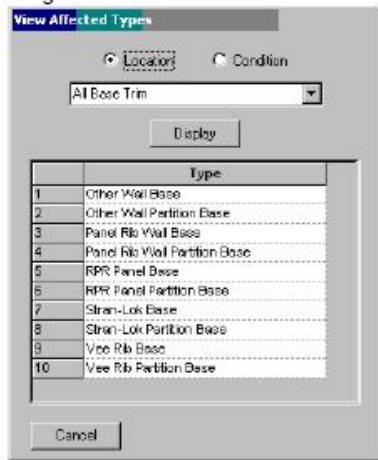 View Affected Types
Location Condition
All Base Trim
Display
Type
1 Other Wall Base
2 Other Wall Partition Base
3 Panel Rib Wall Base
4 Panel Rib Wall Partition Base
5 RPR Panel Base
6 RPR Panel Partition Base
7 Stran-Lok Base
8 Stran-Lok Partition Base
9 Vee Rib Base
10 Vee Rib Partition Base
Cancel